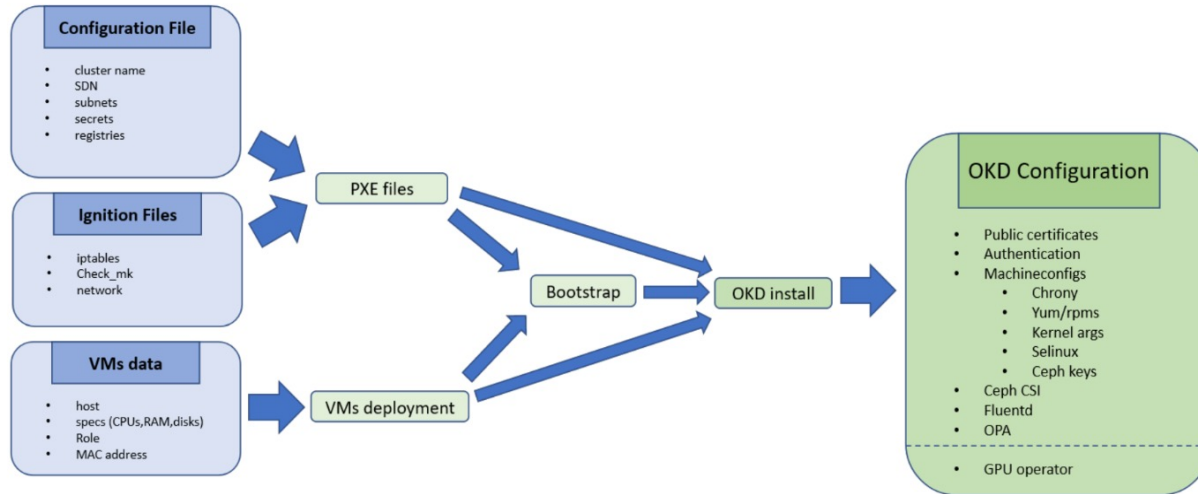 Configuration File
• cluster name
• SDN
• subnets
• secrets
• registries
Ignition Files
• iptables
• Check_mk
• network
VMs data
• host
• specs (CPUs,RAM,disks)
• Role
• MAC address
PXE files
VMs deployment
Bootstrap
OKD install
OKD Configuration
• Public certificates
• Authentication
• Machineconfigs
• Chrony
• Yum/rpms
• Kernel args
• Selinux
• Ceph keys
• Ceph CSI
• Fluentd
• OPA
• GPU operator